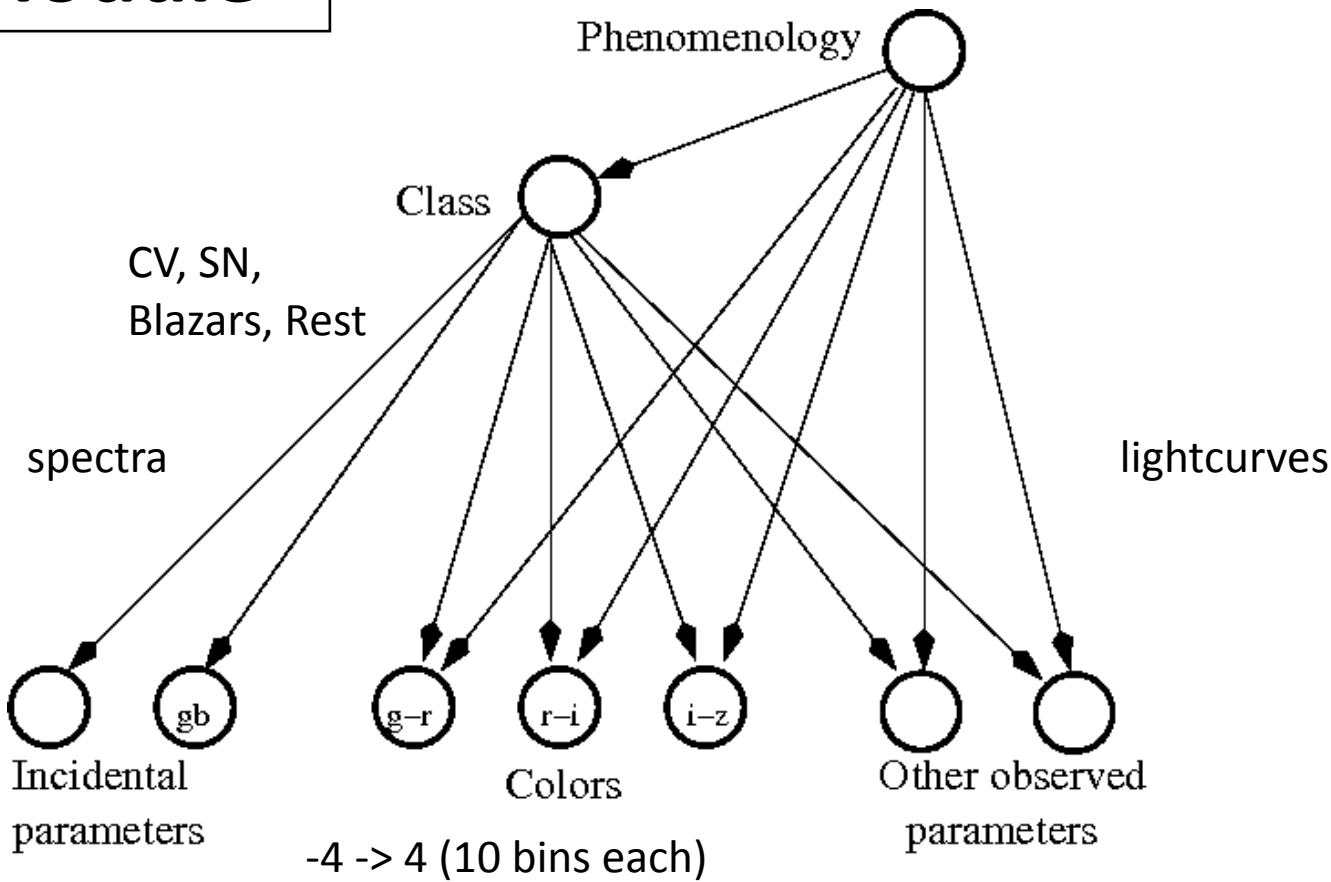 Phenomenology
Class
CV, SN,
Blazars, Rest
spectra
lightcurves
gb
g-r
r-i
i-z
Incidental
parameters
Colors
Other observed
parameters
-4 -> 4 (10 bins each)